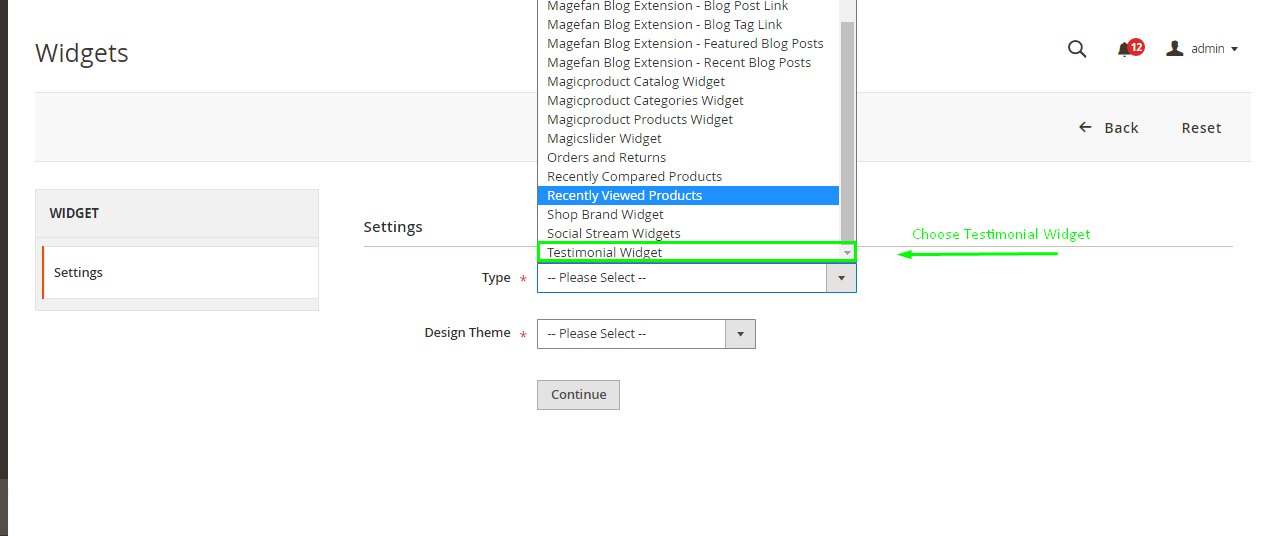 Magefan Blog Extension - Blog Post Link
Magefan Blog Extension - Blog Tag Link
Magefan Blog Extension - Featured Blog Posts
Magefan Blog Extension - Recent Blog Posts
Magicproduct Catalog Widget
Magicproduct Categories Widget
Magicproduct Products Widget
Magicslider Widget
Orders and Returns
Recently Compared Products
Recently Viewed Products
Shop Brand Widget
Social Stream Widgets
Testimonial Widget
Widgets
12
admin
Back
Reset
WIDGET
Settings
Settings
Choose Testimonial Widget
Type *
-- Please Select --
Design Theme *
-- Please Select --
Continue